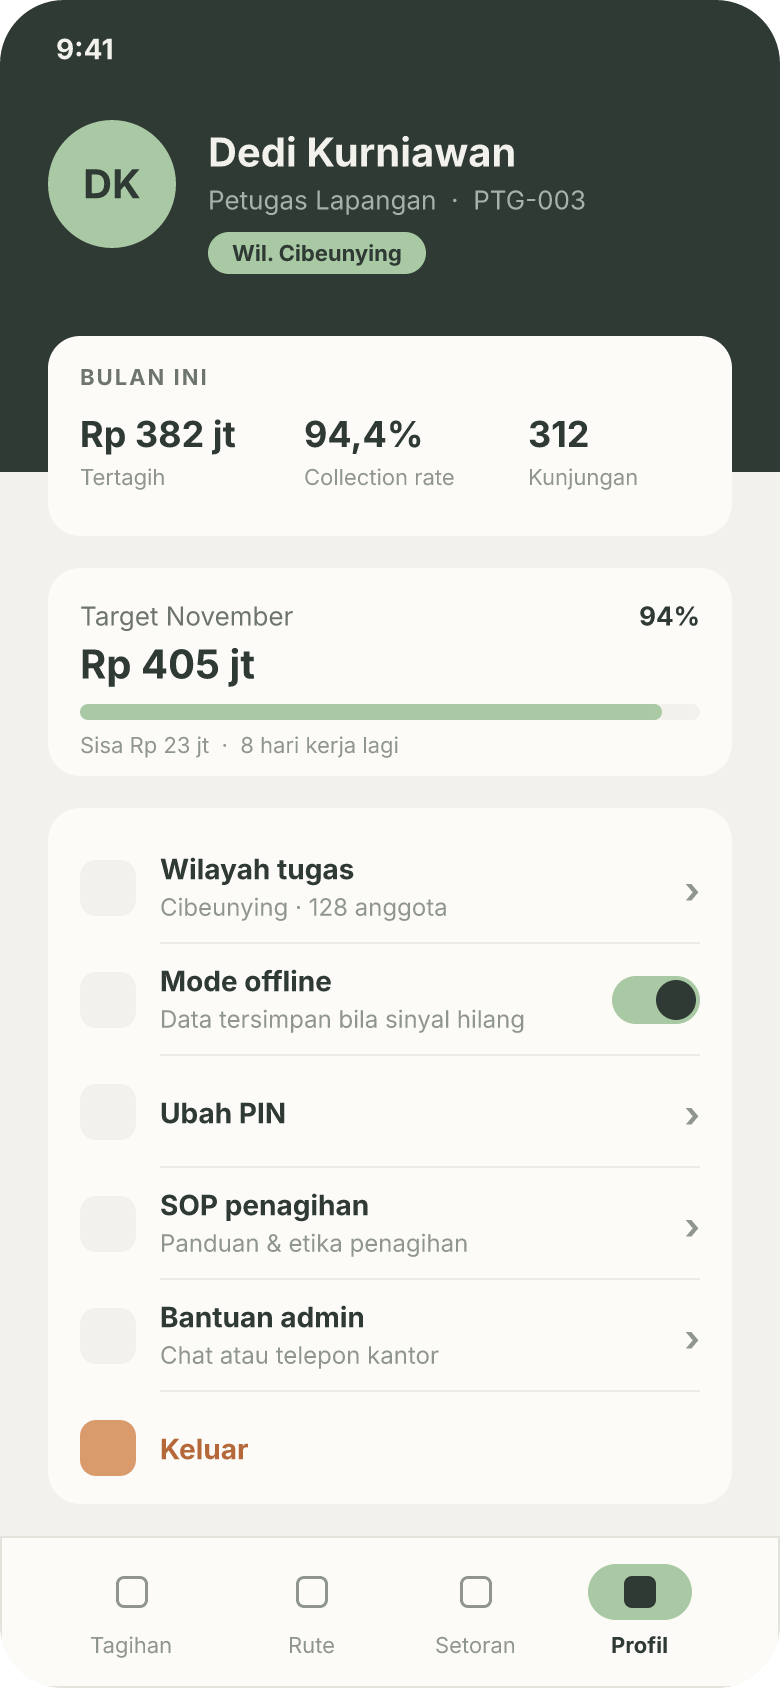 9:41
DK
Dedi Kurniawan
Petugas Lapangan · PTG-003
Wil. Cibeunying
BULAN INI
Rp 382 jt 94,4% 312
Tertagih Collection rate Kunjungan
Target November 94%
Rp 405 jt
Sisa Rp 23 jt · 8 hari kerja lagi
Wilayah tugas
Cibeunying · 128 anggota
Mode offline
Data tersimpan bila sinyal hilang
Ubah PIN
SOP penagihan
Panduan & etika penagihan
Bantuan admin
Chat atau telepon kantor
Keluar
Tagihan Rute Setoran Profil